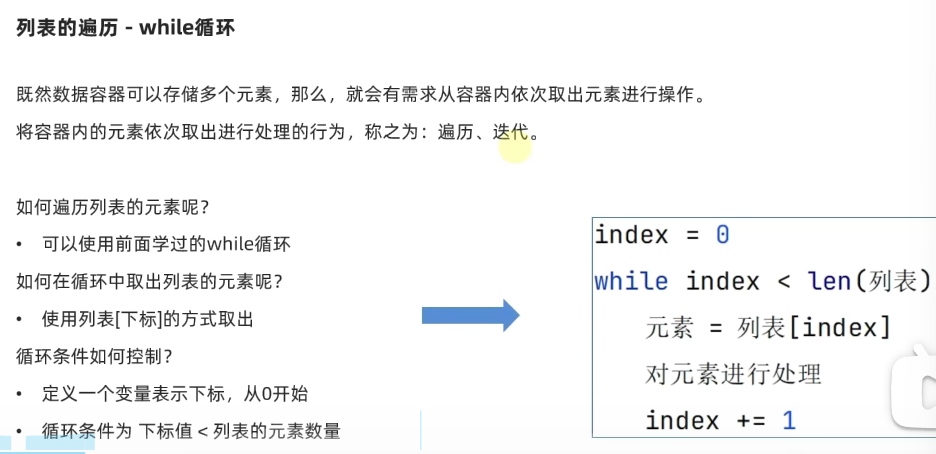 列表的遍历 - while循环
既然数据容器可以存储多个元素，那么，就会有需求从容器内依次取出元素进行操作。
将容器内的元素依次取出进行处理的行为，称之为：遍历、迭代。
如何遍历列表的元素呢？
• 可以使用前面学过的while循环
如何在循环中取出列表的元素呢？
• 使用列表[下标]的方式取出
循环条件如何控制？
• 定义一个变量表示下标，从0开始
• 循环条件为 下标值 < 列表的元素数量
index = 0
while index < len(列表)
元素 = 列表[index]
对元素进行处理
index += 1